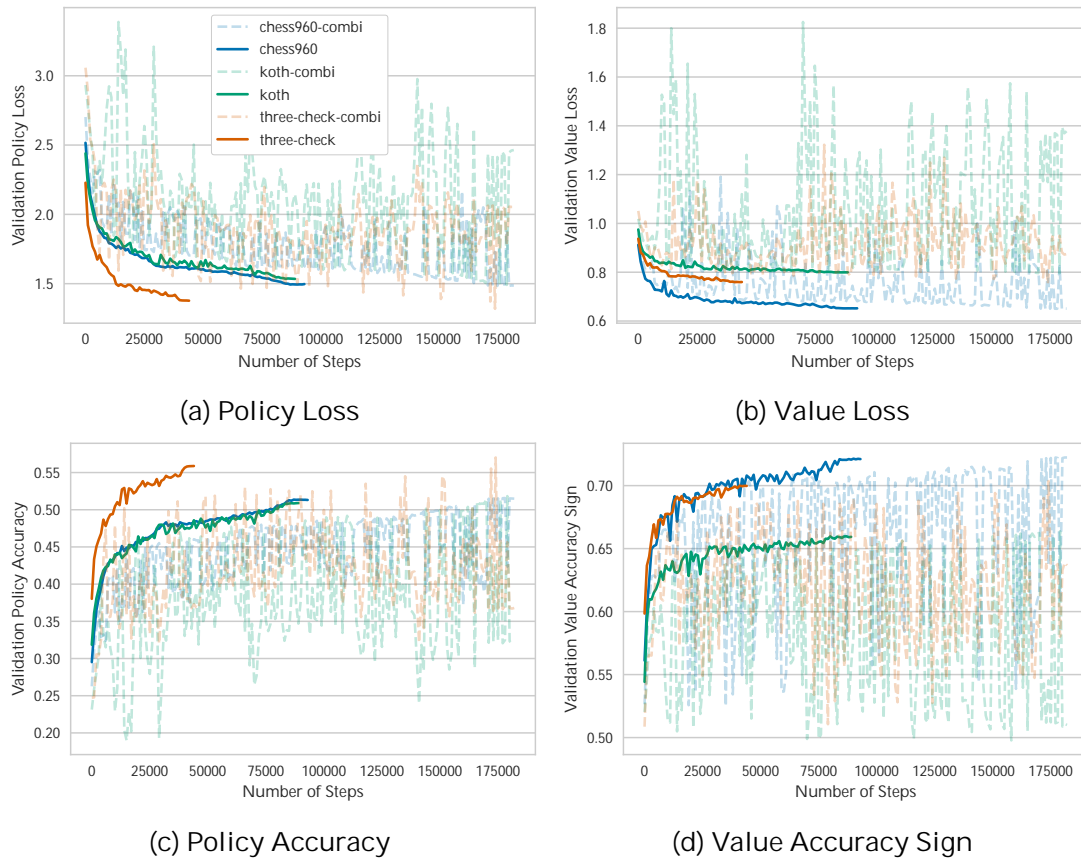 Validation Policy Loss
3.0
2.5
2.0
1.5
chess960-combi
chess960
koth-combi
koth
three-check-combi
three-check
0 25000 50000 75000 100000 125000 150000 175000
Number of Steps
(a) Policy Loss
Validation Value Loss
1.8
1.6
1.4
1.2
1.0
0.8
0.6
0 25000 50000 75000 100000 125000 150000 175000
Number of Steps
(b) Value Loss
Validation Policy Accuracy
0.55
0.50
0.45
0.40
0.35
0.30
0.25
0.20
0 25000 50000 75000 100000 125000 150000 175000
Number of Steps
(c) Policy Accuracy
Validation Value Accuracy Sign
0.70
0.65
0.60
0.55
0.50
0 25000 50000 75000 100000 125000 150000 175000
Number of Steps
(d) Value Accuracy Sign